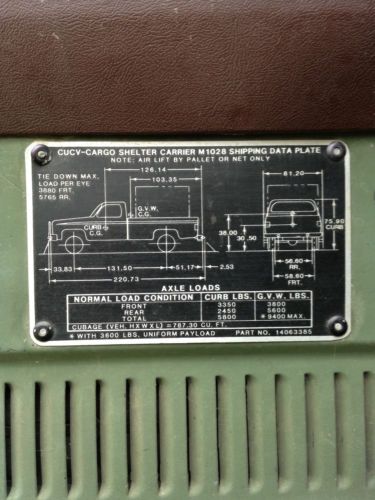 CUCV-CARGO SHELTER CARRIER M1028 SHIPPING DATA PLATE
NOTE: AIR LIFT BY PALLET OR NET ONLY
TIE DOWN MAX.
LOAD PER EYE
3880 FRT.
5765 RR.
126.14
103.35
81.20
CURB
C.G.
G.V.W.
C.G.
38.00
30.50
75.90
CURB
33.83
131.50
51.17
2.53
220.73
56.60
RR.
58.60
FRT.
AXLE LOADS
NORMAL LOAD CONDITION CURB LBS. G.V.W. LBS.
FRONT 3350 3800
REAR 2450 5600
TOTAL 5800 *9400 MAX.
CUBAGE (VEH. HXWXL) =787.30 CU. FT.
*WITH 3600 LBS. UNIFORM PAYLOAD PART NO. 14063385